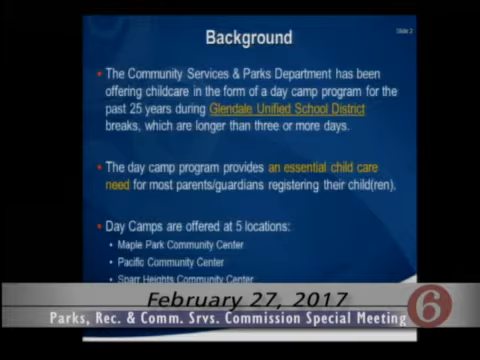 Slide 2
Background
The Community Services & Parks Department has been
offering childcare in the form of a day camp program for the
past 25 years during Glendale Unified School District
breaks, which are longer than three or more days.
The day camp program provides an essential child care
need for most parents/guardians registering their child(ren).
Day Camps are offered at 5 locations:
Maple Park Community Center
Pacific Community Center
Sparr Heights Community Center
February 27, 2017
Parks, Rec. & Comm. Srvs. Commission Special Meeting
6